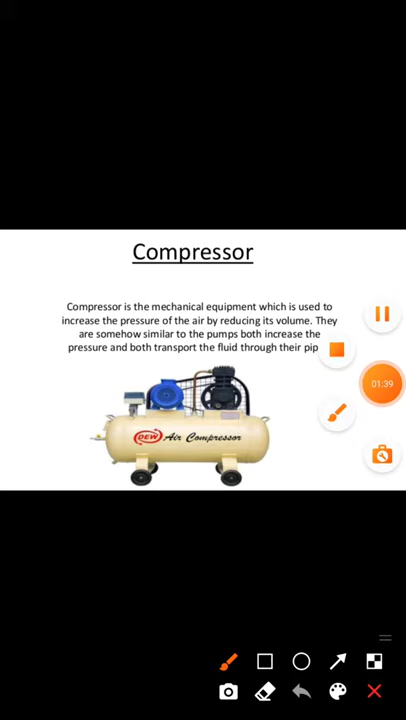 Compressor
Compressor is the mechanical equipment which is used to
increase the pressure of the air by reducing its volume. They
are somehow similar to the pumps both increase the
pressure and both transport the fluid through their pip
01:39
DEW Air Compressor